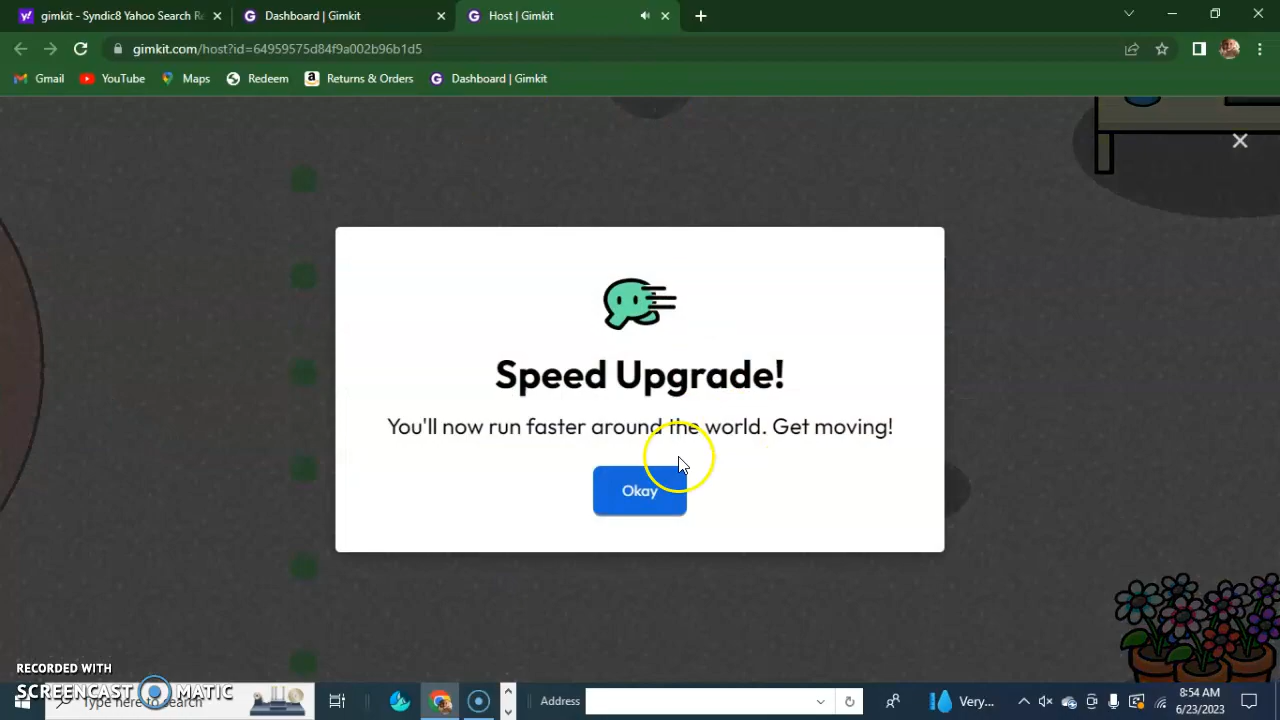 gimkit - Syndic8 Yahoo Search Re
Dashboard | Gimkit
Host | Gimkit
gimkit.com/host?id=64959575d84f9a002b96b1d5
Gmail
YouTube
Maps
Redeem
Returns & Orders
Dashboard | Gimkit
Speed Upgrade!
You'll now run faster around the world. Get moving!
Okay
RECORDED WITH
SCREENCAST MATIC
Type here to search
Address
Very...
8:54 AM
6/23/2023